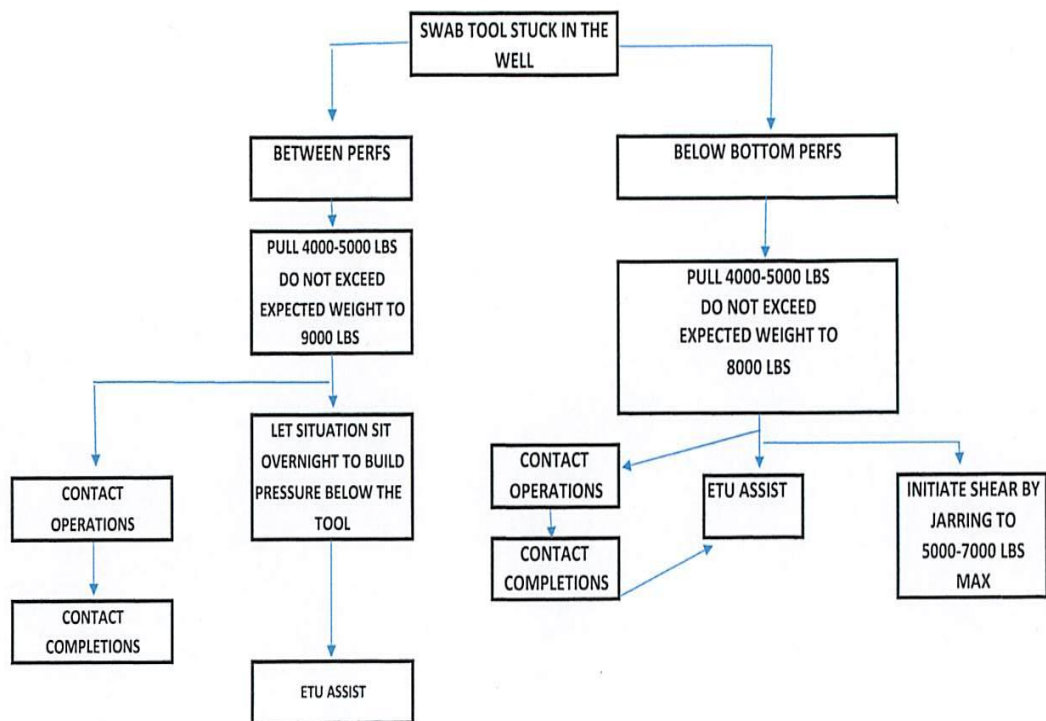 SWAB TOOL STUCK IN THE
WELL
BETWEEN PERFS
BELOW BOTTOM PERFS
PULL 4000-5000 LBS
DO NOT EXCEED
EXPECTED WEIGHT TO
9000 LBS
PULL 4000-5000 LBS
DO NOT EXCEED
EXPECTED WEIGHT TO
8000 LBS
LET SITUATION SIT
OVERNIGHT TO BUILD
PRESSURE BELOW THE
TOOL
CONTACT
OPERATIONS
CONTACT
COMPLETIONS
ETU ASSIST
CONTACT
OPERATIONS
CONTACT
COMPLETIONS
ETU ASSIST
INITIATE SHEAR BY
JARRING TO
5000-7000 LBS
MAX